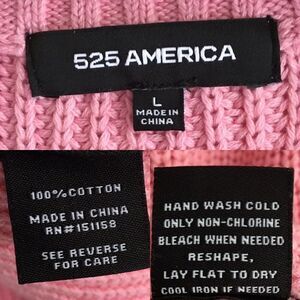 525 AMERICA
L
MADE IN
CHINA
100% COTTON
MADE IN CHINA
RN#151158
SEE REVERSE
FOR CARE
HAND WASH COLD
ONLY NON-CHLORINE
BLEACH WHEN NEEDED
RESHAPE,
LAY FLAT TO DRY
COOL IRON IF NEEDED